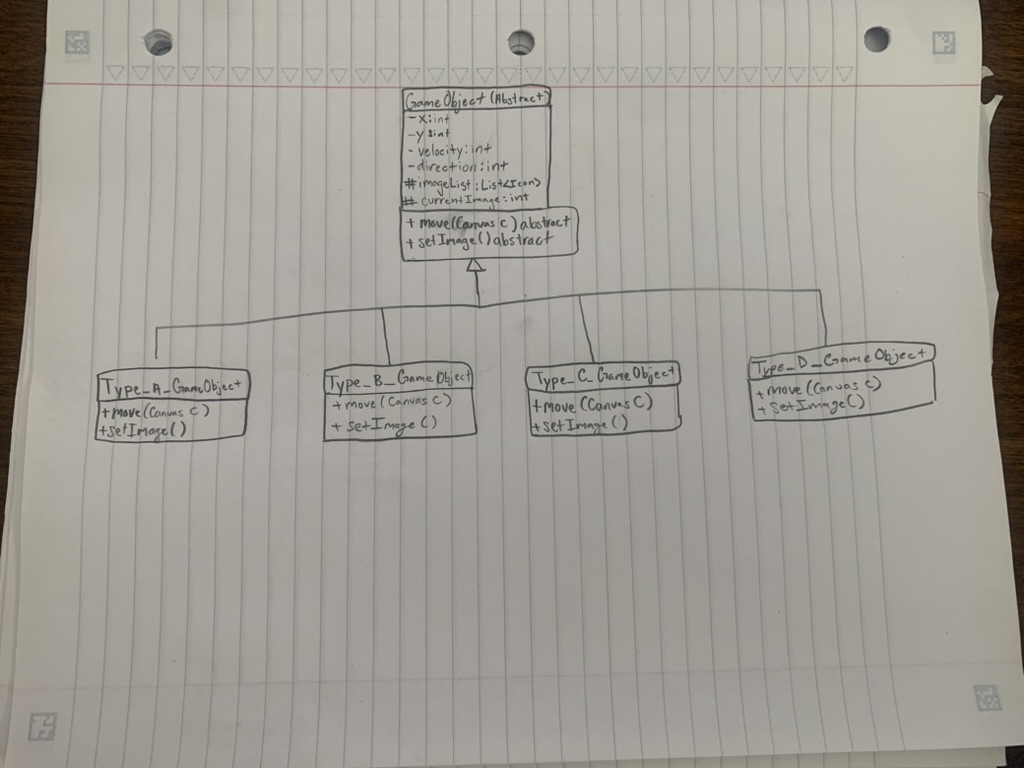 GameObject (Abstract)
- x:int
- y:int
- velocity:int
- direction:int
# imageList:List<Icon>
# currentImage:int
+ move(Canvas C) abstract
+ setImage() abstract
Type_A_GameObject
+ move(Canvas C)
+ setImage()
Type_B_GameObject
+ move(Canvas C)
+ setImage()
Type_C_GameObject
+ move(Canvas C)
+ setImage()
Type_D_GameObject
+ move(Canvas C)
+ setImage()